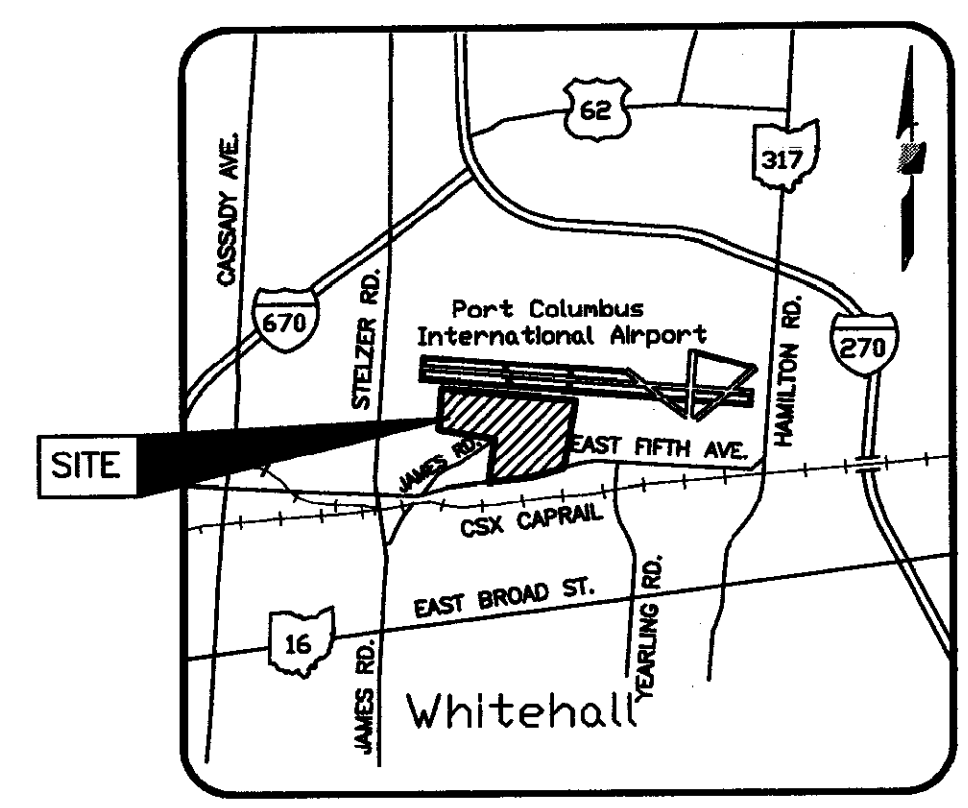 62
317
CASSADY AVE.
670
STELZER RD.
Port Columbus
International Airport
HAMILTON RD.
270
SITE
JAMES RD.
EAST FIFTH AVE.
CSX CAPRAIL
EAST BROAD ST.
YEARLING RD.
16
JAMES RD.
Whitehall